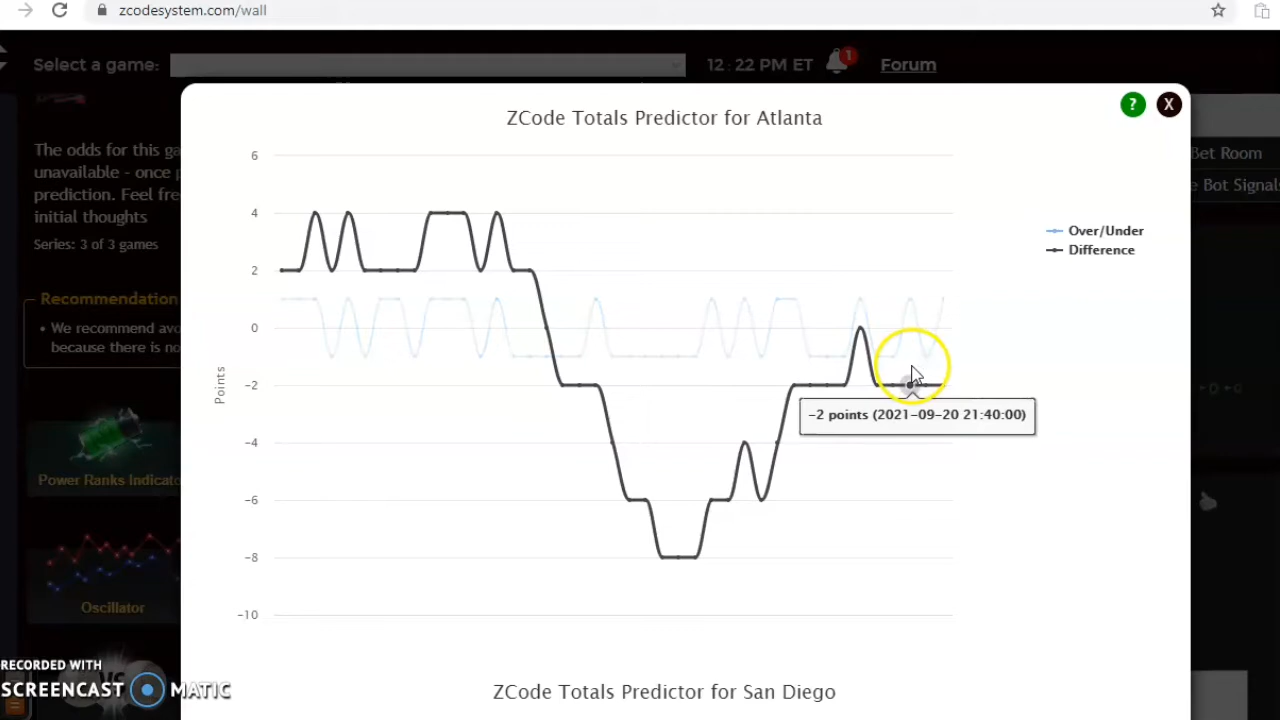 zcodesystem.com/wall
Select a game:
12:22 PM ET
1
Forum
? X
ZCode Totals Predictor for Atlanta
The odds for this ga
unavailable - once p
prediction. Feel fre
initial thoughts
Series: 3 of 3 games
Recommendation
• We recommend avo
because there is no
Power Ranks Indicato
Oscillator
Bet Room
e Bot Signals
6
4
2
0
-2
-4
-6
-8
-10
Points
Over/Under
Difference
-2 points (2021-09-20 21:40:00)
RECORDED WITH
SCREENCAST MATIC
ZCode Totals Predictor for San Diego